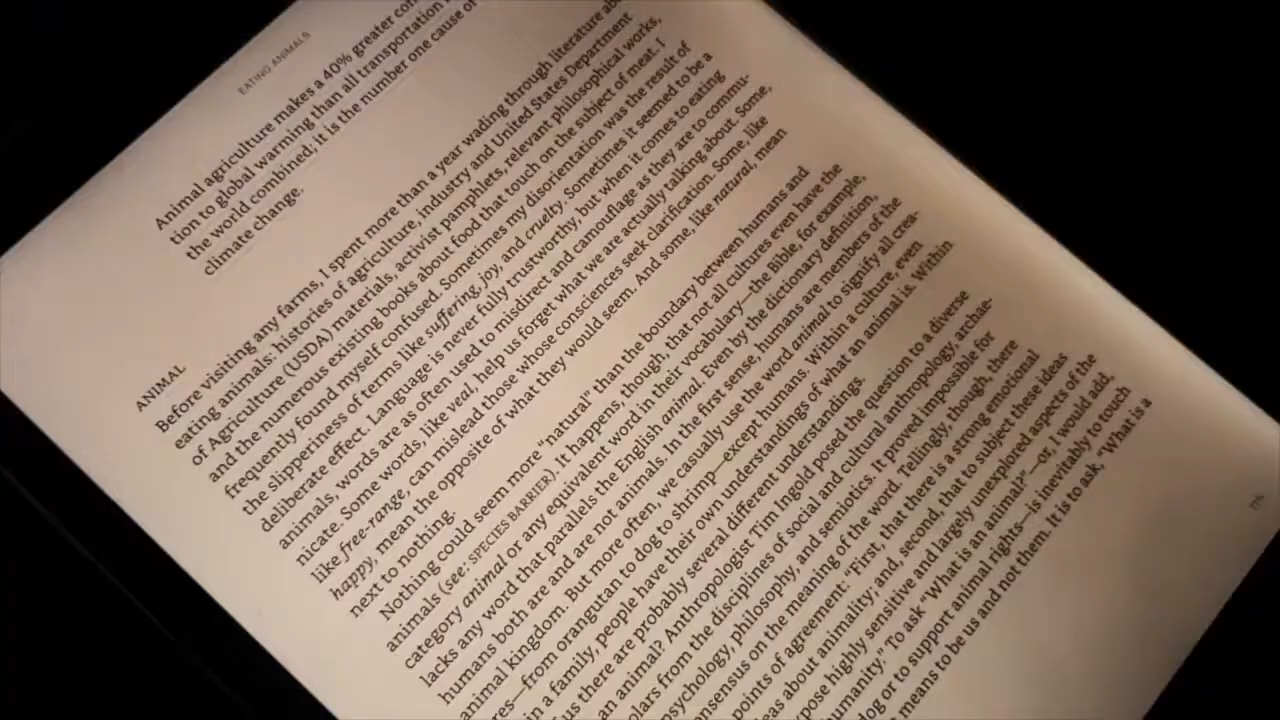 EATING ANIMALS
Animal agriculture makes a 40% greater
tion to global warming than all transportation
the world combined; it is the number one cause of
climate change.
ANIMAL
Before visiting any farms, I spent more than a year wading through literature
eating animals: histories of agriculture, industry and United States Department
of Agriculture (USDA) materials, activist pamphlets, relevant philosophical works,
and the numerous existing books about food that touch on the subject of meat. I
frequently found myself confused. Sometimes my disorientation was the result of
the slipperiness of terms like suffering, joy, and cruelty. Sometimes it seemed to be a
deliberate effect. Language is never fully trustworthy, but when it comes to eating
animals, words are as often used to misdirect and camouflage as they are to commu-
nicate. Some words, like veal, help us forget what we are actually talking about. Some,
like free-range, can mislead those whose consciences seek clarification. Some, like
happy, mean the opposite of what they would seem. And some, like natural, mean
next to nothing.
Nothing could seem more “natural” than the boundary between humans and
animals (see: SPECIES BARRIER). It happens, though, that not all cultures even have the
category animal or any equivalent word in their vocabulary—the Bible, for example,
lacks any word that parallels the English animal. Even by the dictionary definition,
humans both are and are not animals. In the first sense, humans are members of the
animal kingdom. But more often, we casually use the word animal to signify all crea-
res—from orangutan to dog to shrimp—except humans. Within a culture, even
in a family, people have their own understandings of what an animal is. Within
us there are probably several different understandings.
an animal? Anthropologist Tim Ingold posed the question to a diverse
olars from the disciplines of social and cultural anthropology, archae-
psychology, philosophy, and semiotics. It proved impossible for
onsensus on the meaning of the word. Tellingly, though, there
points of agreement: “First, that there is a strong emotional
eas about animality; and, second, that to subject these ideas
pose highly sensitive and largely unexplored aspects of the
humanity.” To ask “What is an animal?”—or, I would add,
dog or to support animal rights—is inevitably to touch
means to be us and not them. It is to ask, “What is a